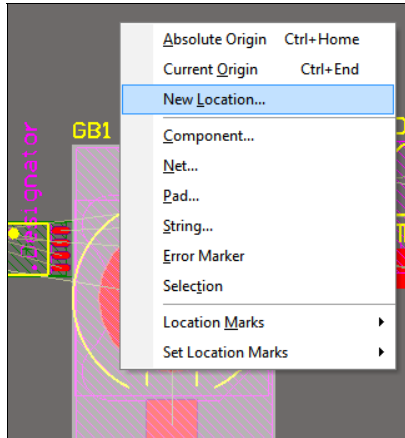 Absolute Origin Ctrl+Home
Current Origin Ctrl+End
New Location...
GB1
Component...
Net...
Pad...
String...
Error Marker
Selection
Location Marks
Set Location Marks